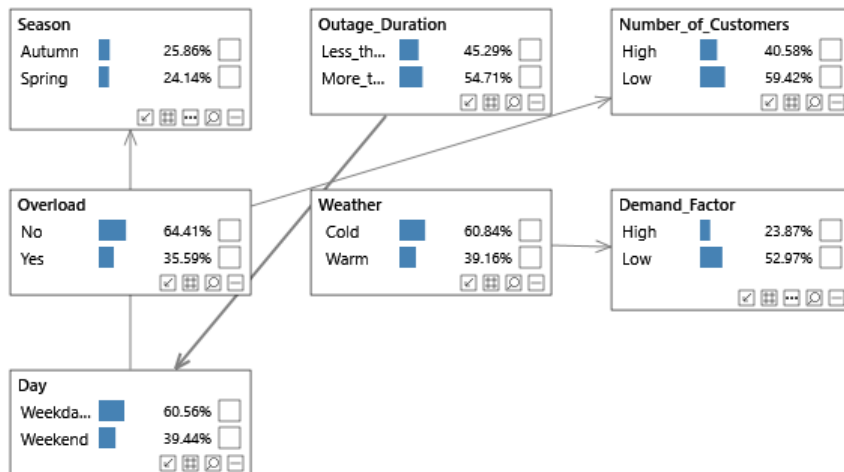 Season
Autumn 25.86%
Spring 24.14%
Outage_Duration
Less_th... 45.29%
More_t... 54.71%
Number_of_Customers
High 40.58%
Low 59.42%
Overload
No 64.41%
Yes 35.59%
Weather
Cold 60.84%
Warm 39.16%
Demand_Factor
High 23.87%
Low 52.97%
Day
Weekda... 60.56%
Weekend 39.44%